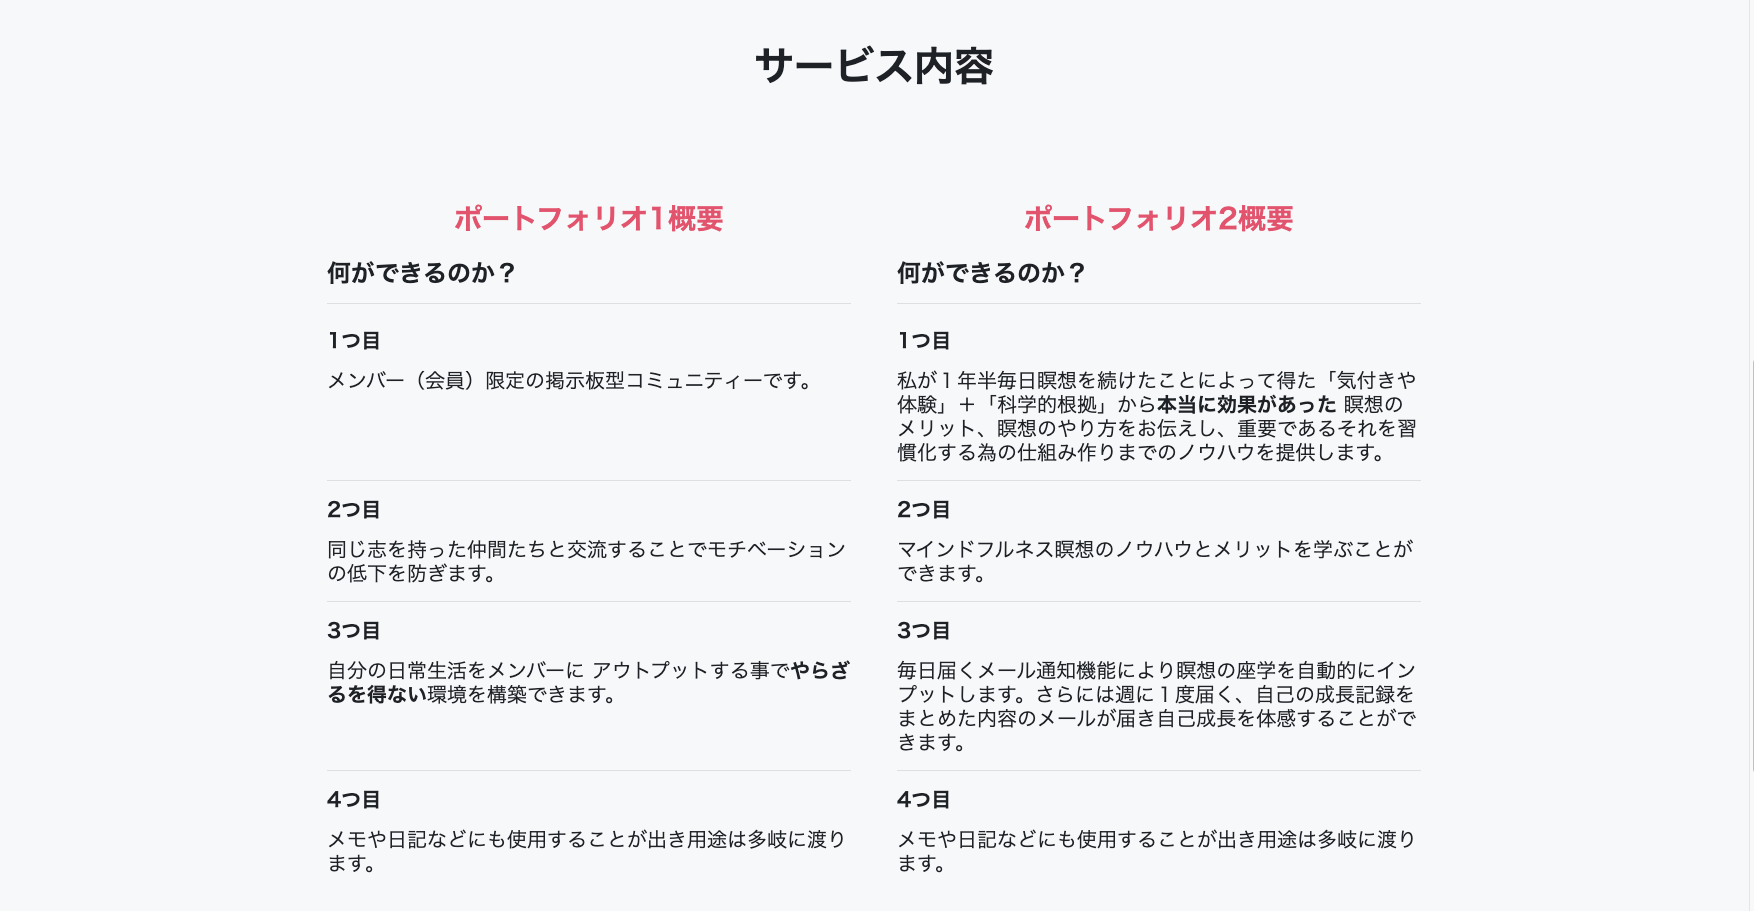 サービス内容
ポートフォリオ1概要
何ができるのか？
1つ目
メンバー（会員）限定の掲示板型コミュニティーです。
2つ目
同じ志を持った仲間たちと交流することでモチベーション
の低下を防ぎます。
3つ目
自分の日常生活をメンバーに アウトプットする事でやらざ
るを得ない環境を構築できます。
4つ目
メモや日記などにも使用することが出き用途は多岐に渡り
ます。
ポートフォリオ2概要
何ができるのか？
1つ目
私が１年半毎日瞑想を続けたことによって得た「気付きや
体験」＋「科学的根拠」から本当に効果があった 瞑想の
メリット、瞑想のやり方をお伝えし、重要であるそれを習
慣化する為の仕組み作りまでのノウハウを提供します。
2つ目
マインドフルネス瞑想のノウハウとメリットを学ぶことが
できます。
3つ目
毎日届くメール通知機能により瞑想の座学を自動的にイン
プットします。さらには週に１度届く、自己の成長記録を
まとめた内容のメールが届き自己成長を体感することがで
きます。
4つ目
メモや日記などにも使用することが出き用途は多岐に渡り
ます。